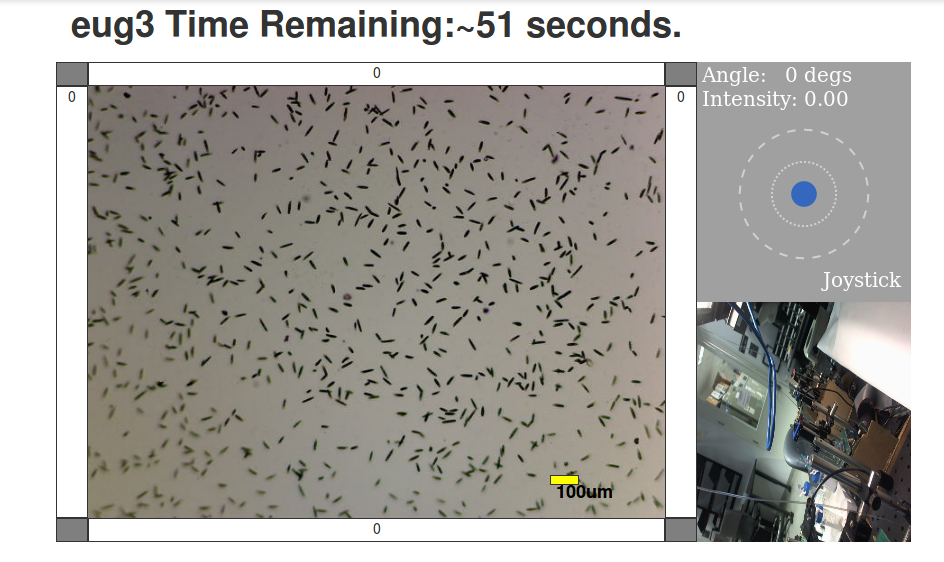 eug3 Time Remaining:~51 seconds.
0
0
0
Angle: 0 degs
Intensity: 0.00
Joystick
100um
0